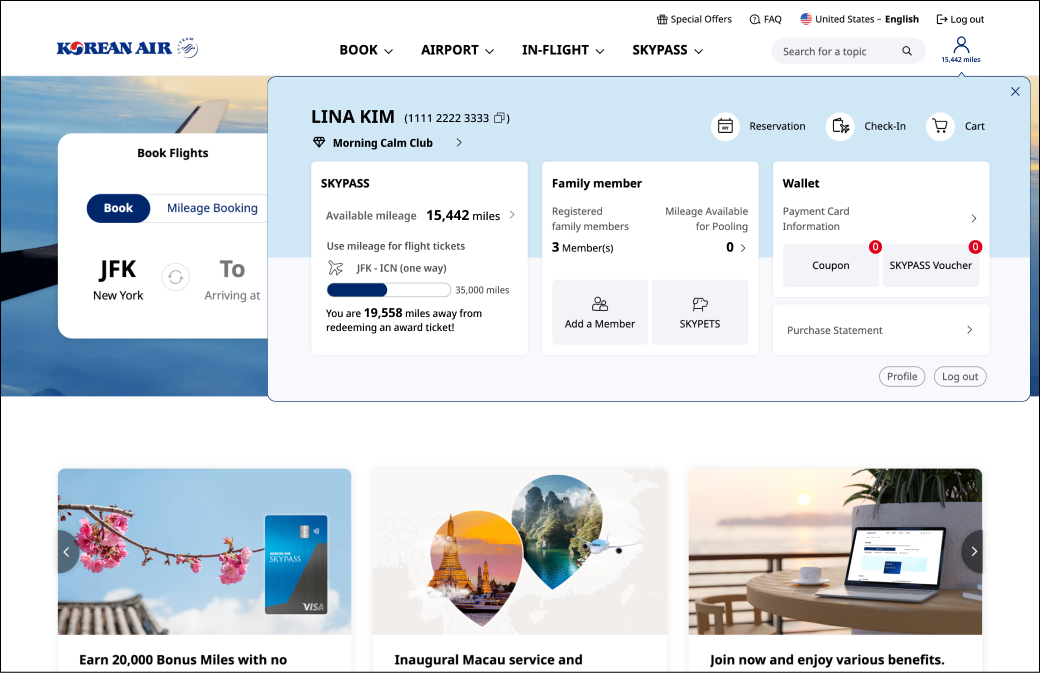 Special Offers
FAQ
United States – English
Log out
KOREAN AIR
BOOK
AIRPORT
IN-FLIGHT
SKYPASS
Search for a topic
15,442 miles
LINA KIM (1111 2222 3333)
Morning Calm Club
Reservation
Check-In
Cart
Book Flights
Book
Mileage Booking
JFK
New York
To
Arriving at
SKYPASS
Available mileage 15,442 miles
Use mileage for flight tickets
JFK - ICN (one way)
35,000 miles
You are 19,558 miles away from
redeeming an award ticket!
Family member
Registered
family members
Mileage Available
for Pooling
3 Member(s)
0
Add a Member
SKYPETS
Wallet
Payment Card
Information
Coupon
0
SKYPASS Voucher
0
Purchase Statement
Profile
Log out
SKYPASS
VISA
Earn 20,000 Bonus Miles with no
Inaugural Macau service and
Join now and enjoy various benefits.